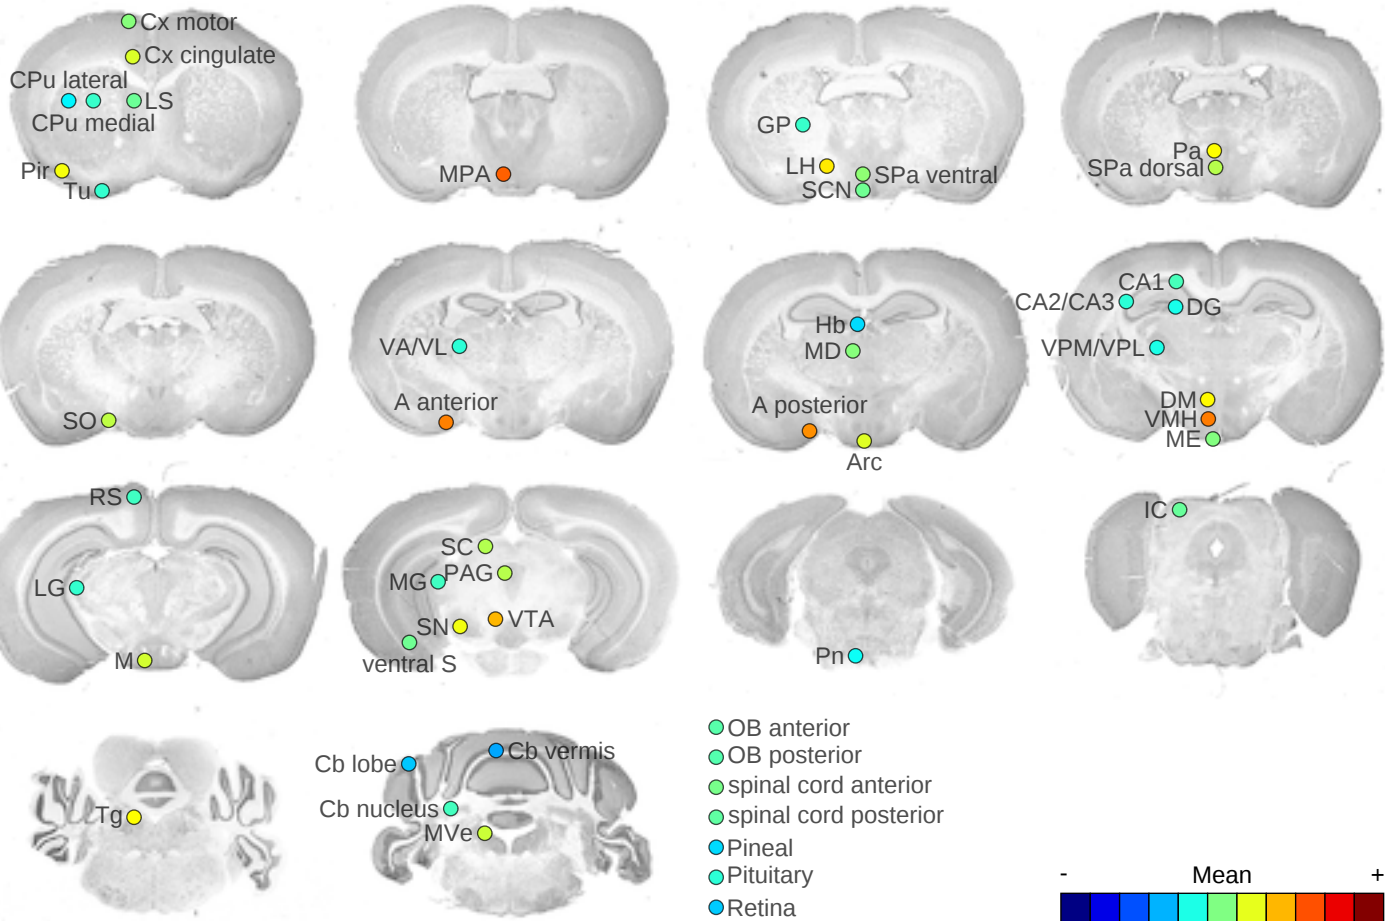 Cx motor
Cx cingulate
CPu lateral
LS
CPu medial
Pir
Tu
MPA
GP
LH
SPa ventral
SCN
Pa
SPa dorsal
SO
VA/VL
A anterior
Hb
MD
A posterior
Arc
CA1
CA2/CA3
DG
VPM/VPL
DM
VMH
ME
RS
LG
M
SC
MG
PAG
SN
VTA
ventral S
Pn
IC
Tg
Cb lobe
Cb vermis
Cb nucleus
MVe
OB anterior
OB posterior
spinal cord anterior
spinal cord posterior
Pineal
Pituitary
Retina
- Mean +